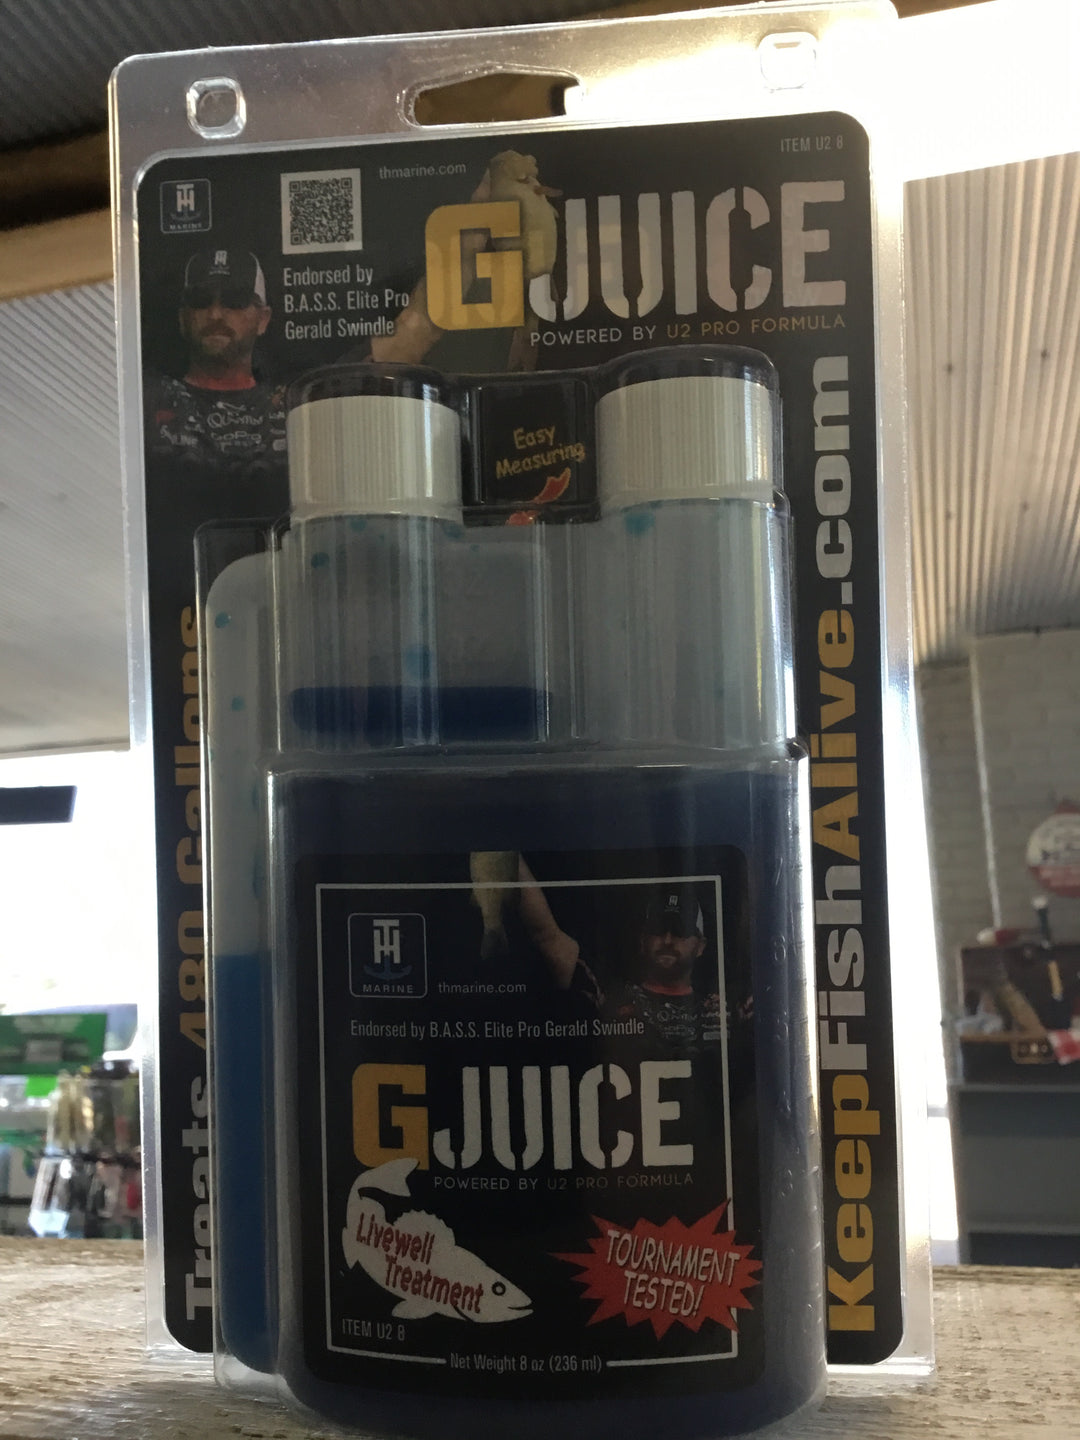 TH
MARINE
thmarine.com
ITEM U2 8
Endorsed by
B.A.S.S. Elite Pro
Gerald Swindle
GJUICE
POWERED BY U2 PRO FORMULA
Easy
Measuring
Treats 480 Gallons
KeepFishAlive.com
TH
MARINE
thmarine.com
Endorsed by B.A.S.S. Elite Pro Gerald Swindle
GJUICE
POWERED BY U2 PRO FORMULA
Livewell
Treatment
TOURNAMENT
TESTED!
ITEM U2 8
Net Weight 8 oz (236 ml)